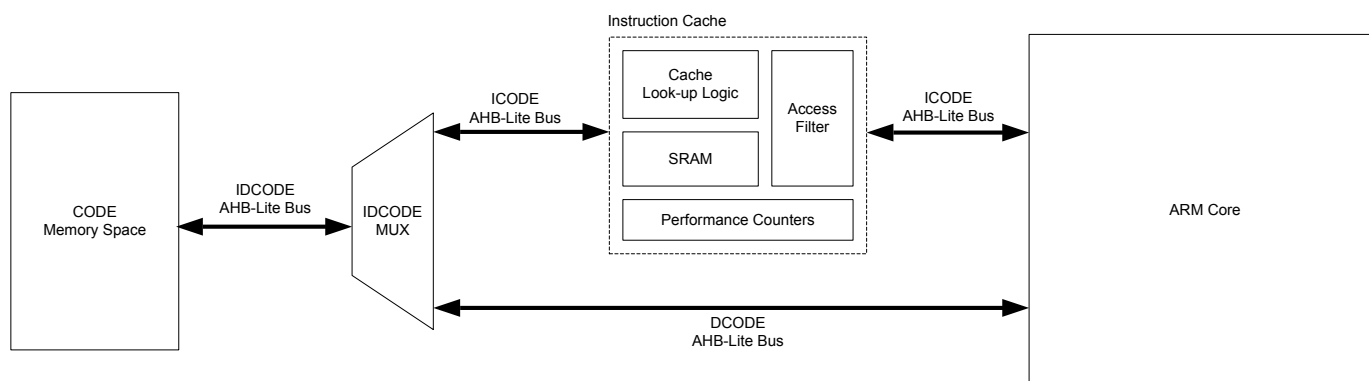 Instruction Cache
Cache
Look-up Logic
Access
Filter
SRAM
Performance Counters
ICODE
AHB-Lite Bus
ICODE
AHB-Lite Bus
IDCODE
AHB-Lite Bus
CODE
Memory Space
IDCODE
MUX
ARM Core
DCODE
AHB-Lite Bus